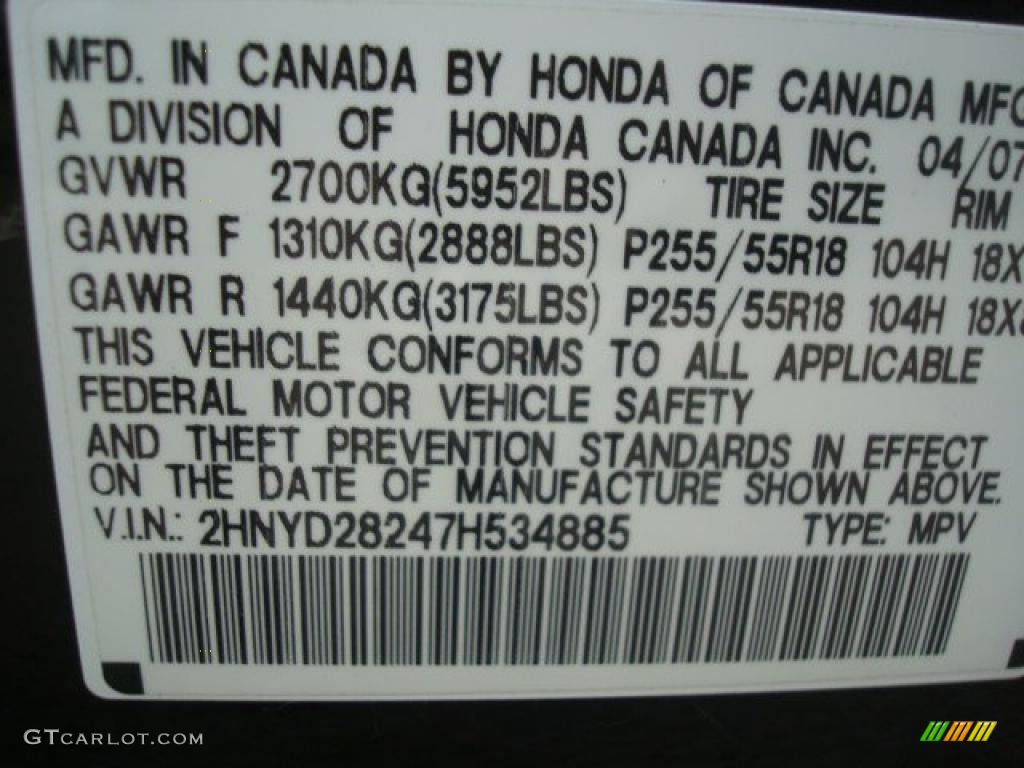 MFD. IN CANADA BY HONDA OF CANADA MFG
A DIVISION OF HONDA CANADA INC. 04/07
GVWR 2700KG(5952LBS) TIRE SIZE RIM
GAWR F 1310KG(2888LBS) P255/55R18 104H 18X
GAWR R 1440KG(3175LBS) P255/55R18 104H 18X8
THIS VEHICLE CONFORMS TO ALL APPLICABLE
FEDERAL MOTOR VEHICLE SAFETY
AND THEFT PREVENTION STANDARDS IN EFFECT
ON THE DATE OF MANUFACTURE SHOWN ABOVE.
V.I.N.: 2HNYD28247H534885 TYPE: MPV
GTCARLOT.COM